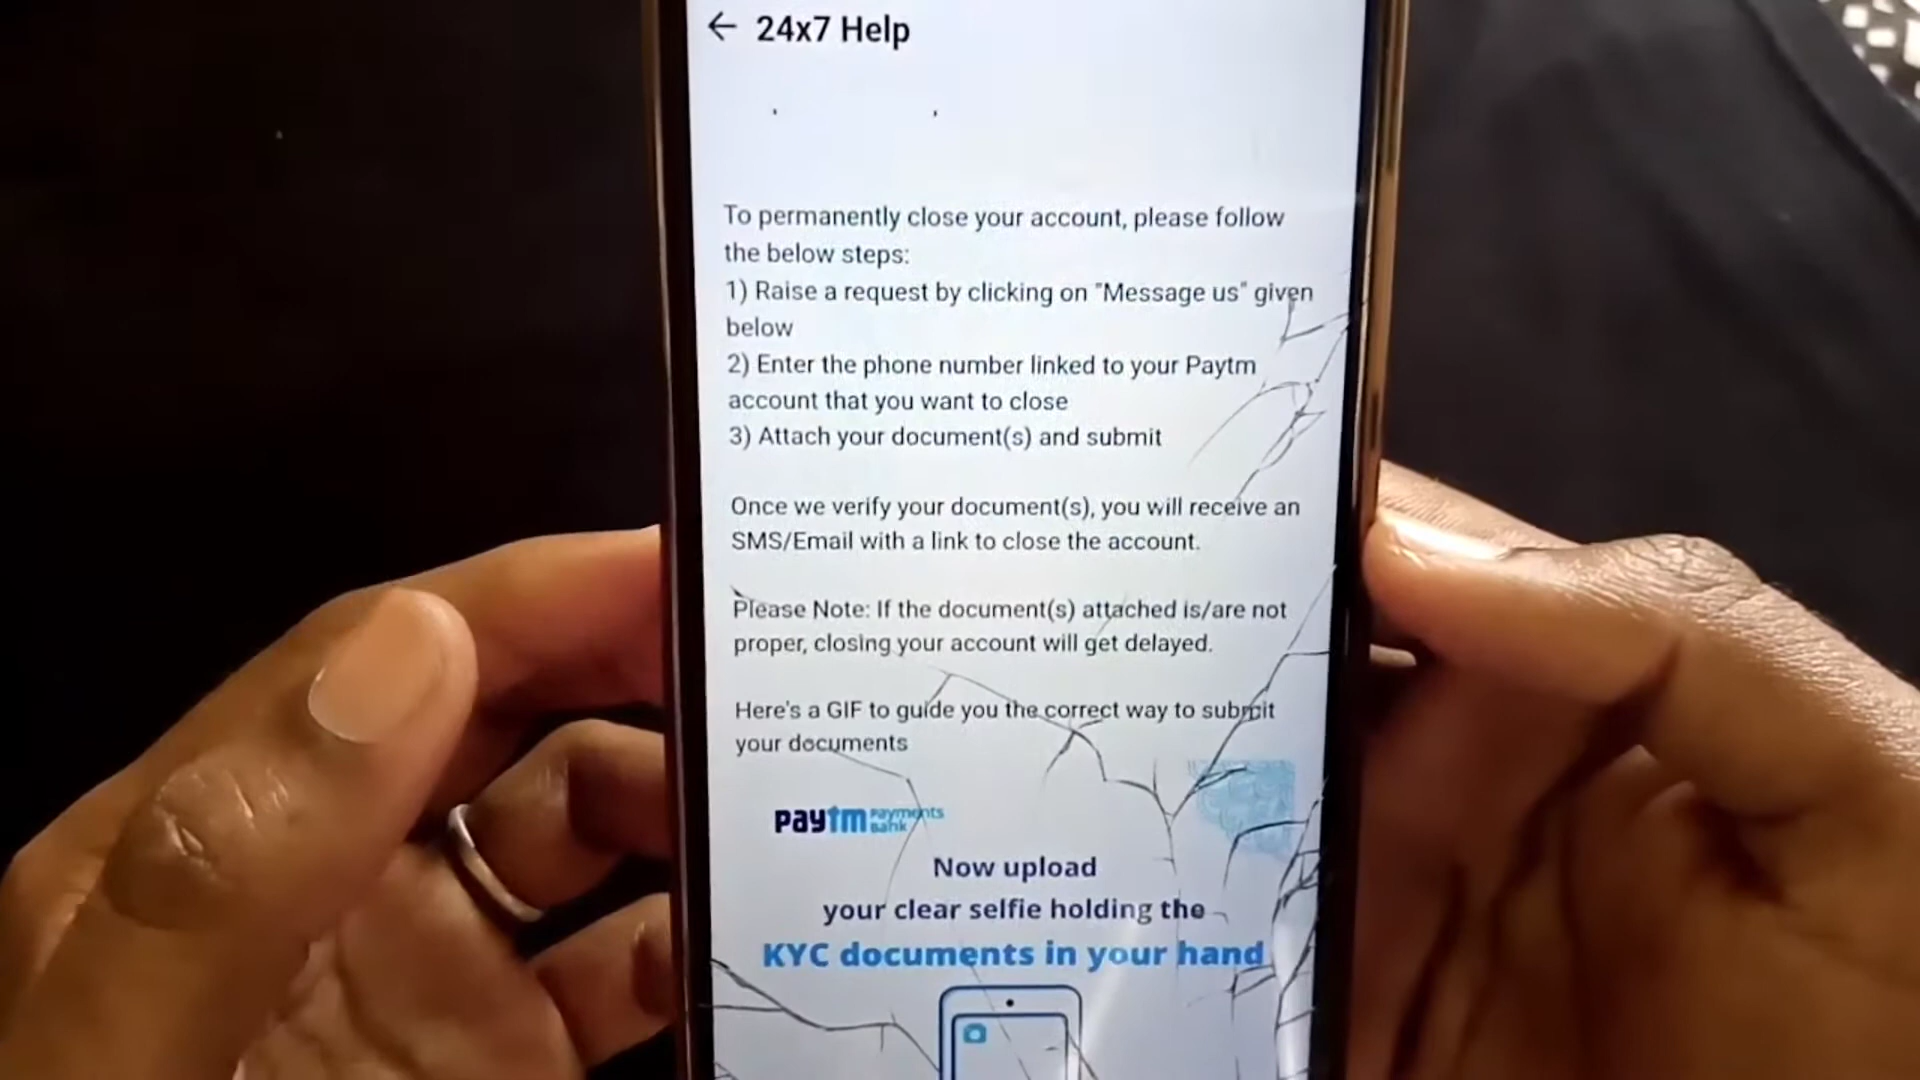 ← 24x7 Help
To permanently close your account, please follow
the below steps:
1) Raise a request by clicking on "Message us" given
below
2) Enter the phone number linked to your Paytm
account that you want to close
3) Attach your document(s) and submit
Once we verify your document(s), you will receive an
SMS/Email with a link to close the account.
Please Note: If the document(s) attached is/are not
proper, closing your account will get delayed.
Here's a GIF to guide you the correct way to submit
your documents
paytm payments
bank
Now upload
your clear selfie holding the
KYC documents in your hand